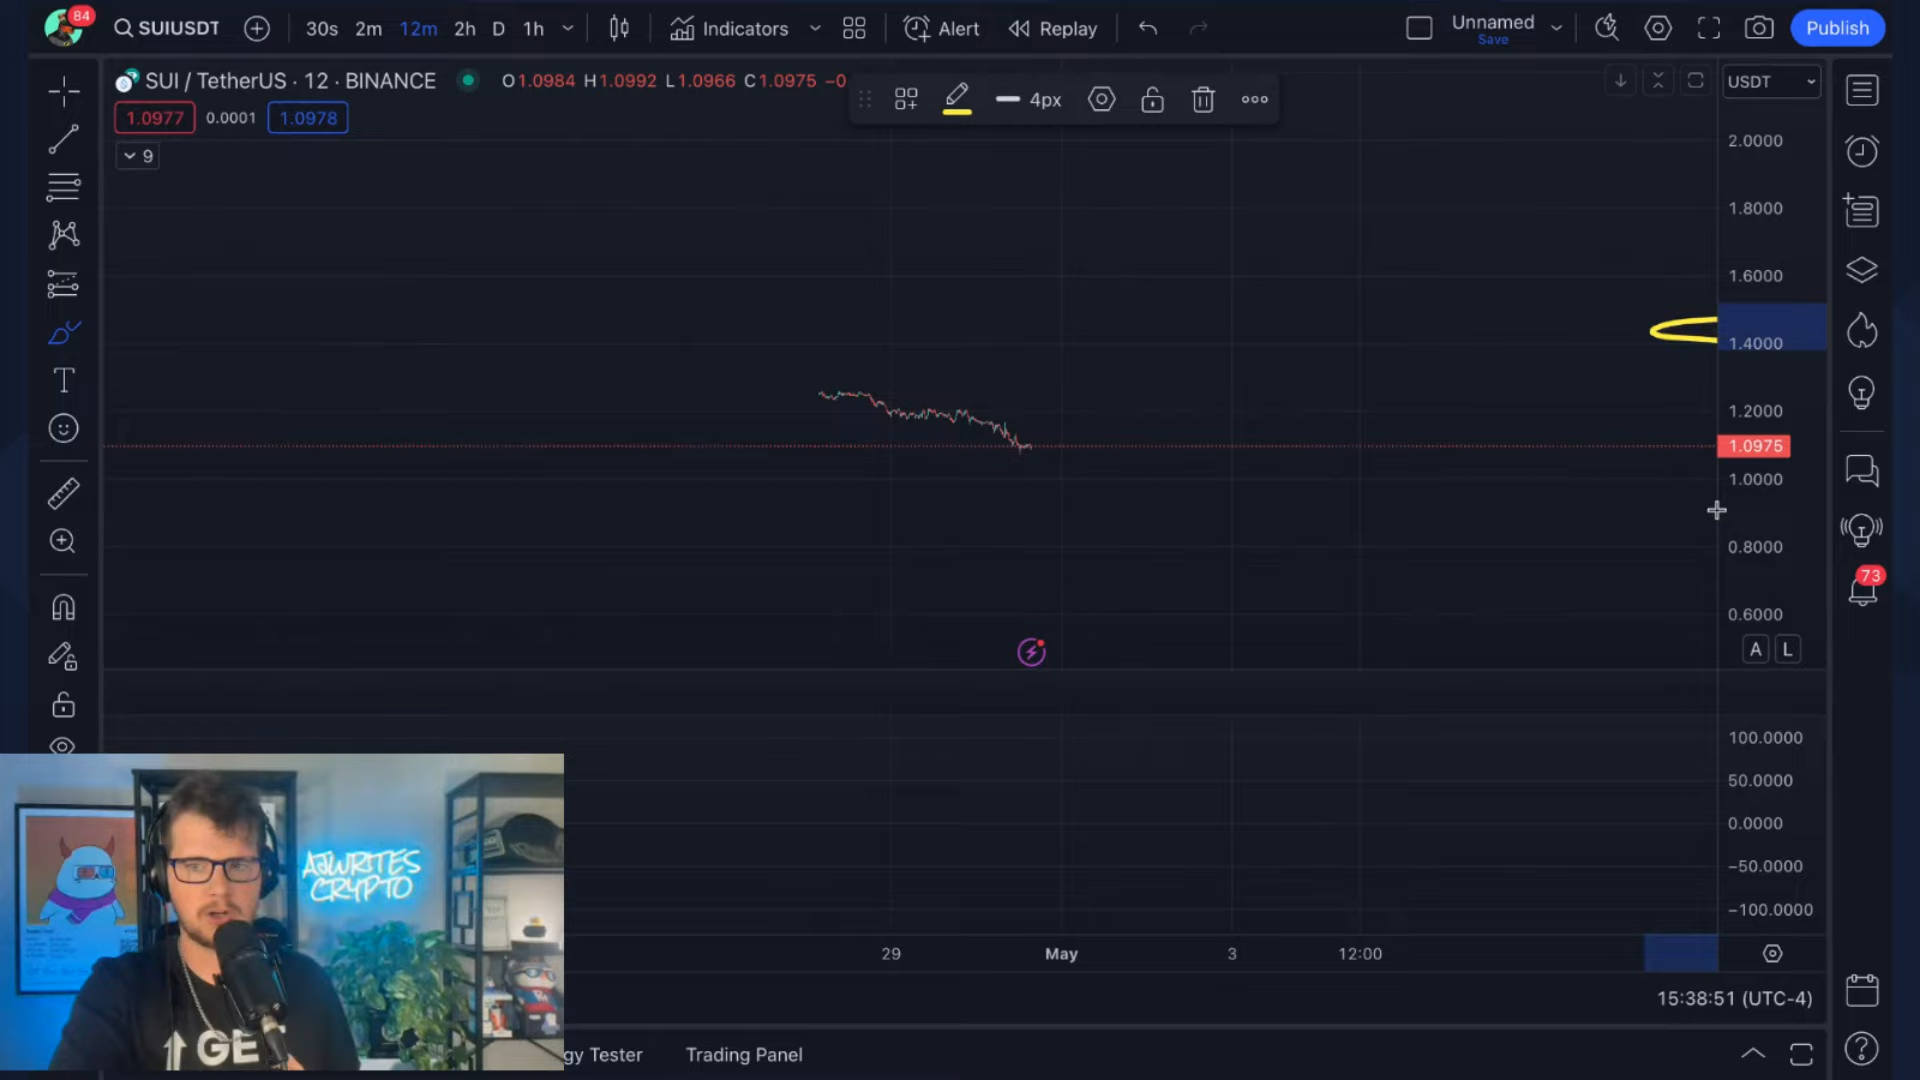 84
SUIUSDT
30s 2m 12m 2h D 1h
Indicators
Alert
Replay
Unnamed
Save
Publish
SUI / TetherUS · 12 · BINANCE
O1.0984 H1.0992 L1.0966 C1.0975 −0
4px
USDT
1.0977 0.0001 1.0978
9
2.0000
1.8000
1.6000
1.4000
1.2000
1.0975
1.0000
0.8000
0.6000
A L
73
100.0000
50.0000
0.0000
−50.0000
−100.0000
29 May 3 12:00
15:38:51 (UTC-4)
AJWRITES
CRYPTO
GE
gy Tester
Trading Panel